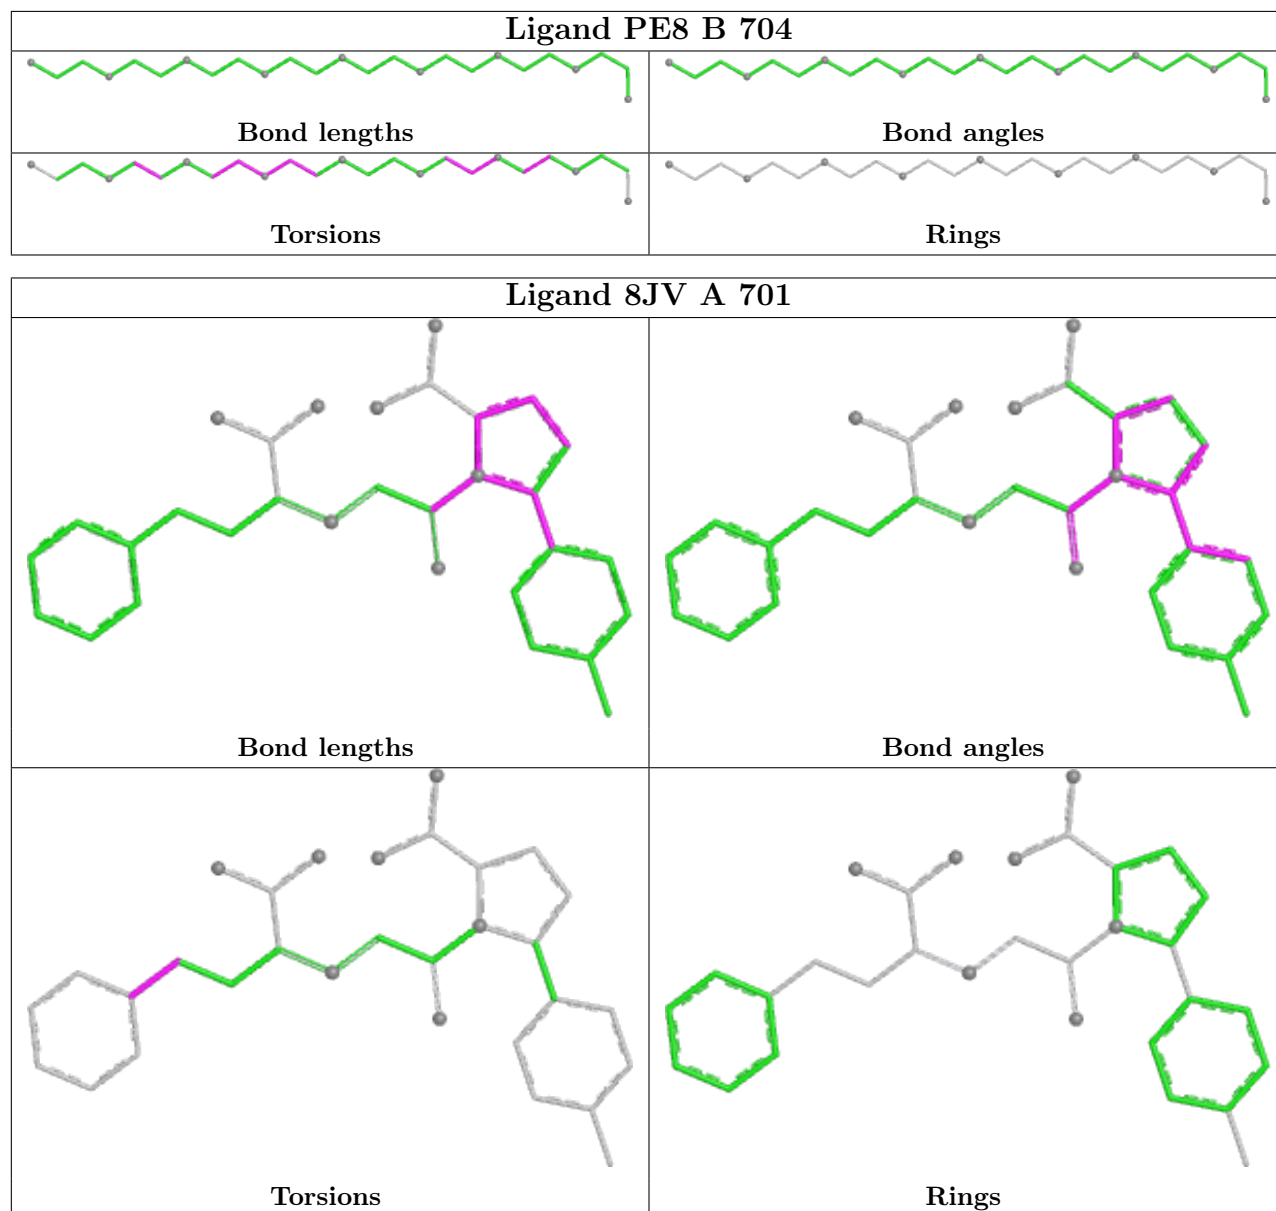 Ligand PE8 B 704
Bond lengths
Bond angles
Torsions
Rings
Ligand 8JV A 701
Bond lengths
Bond angles
Torsions
Rings